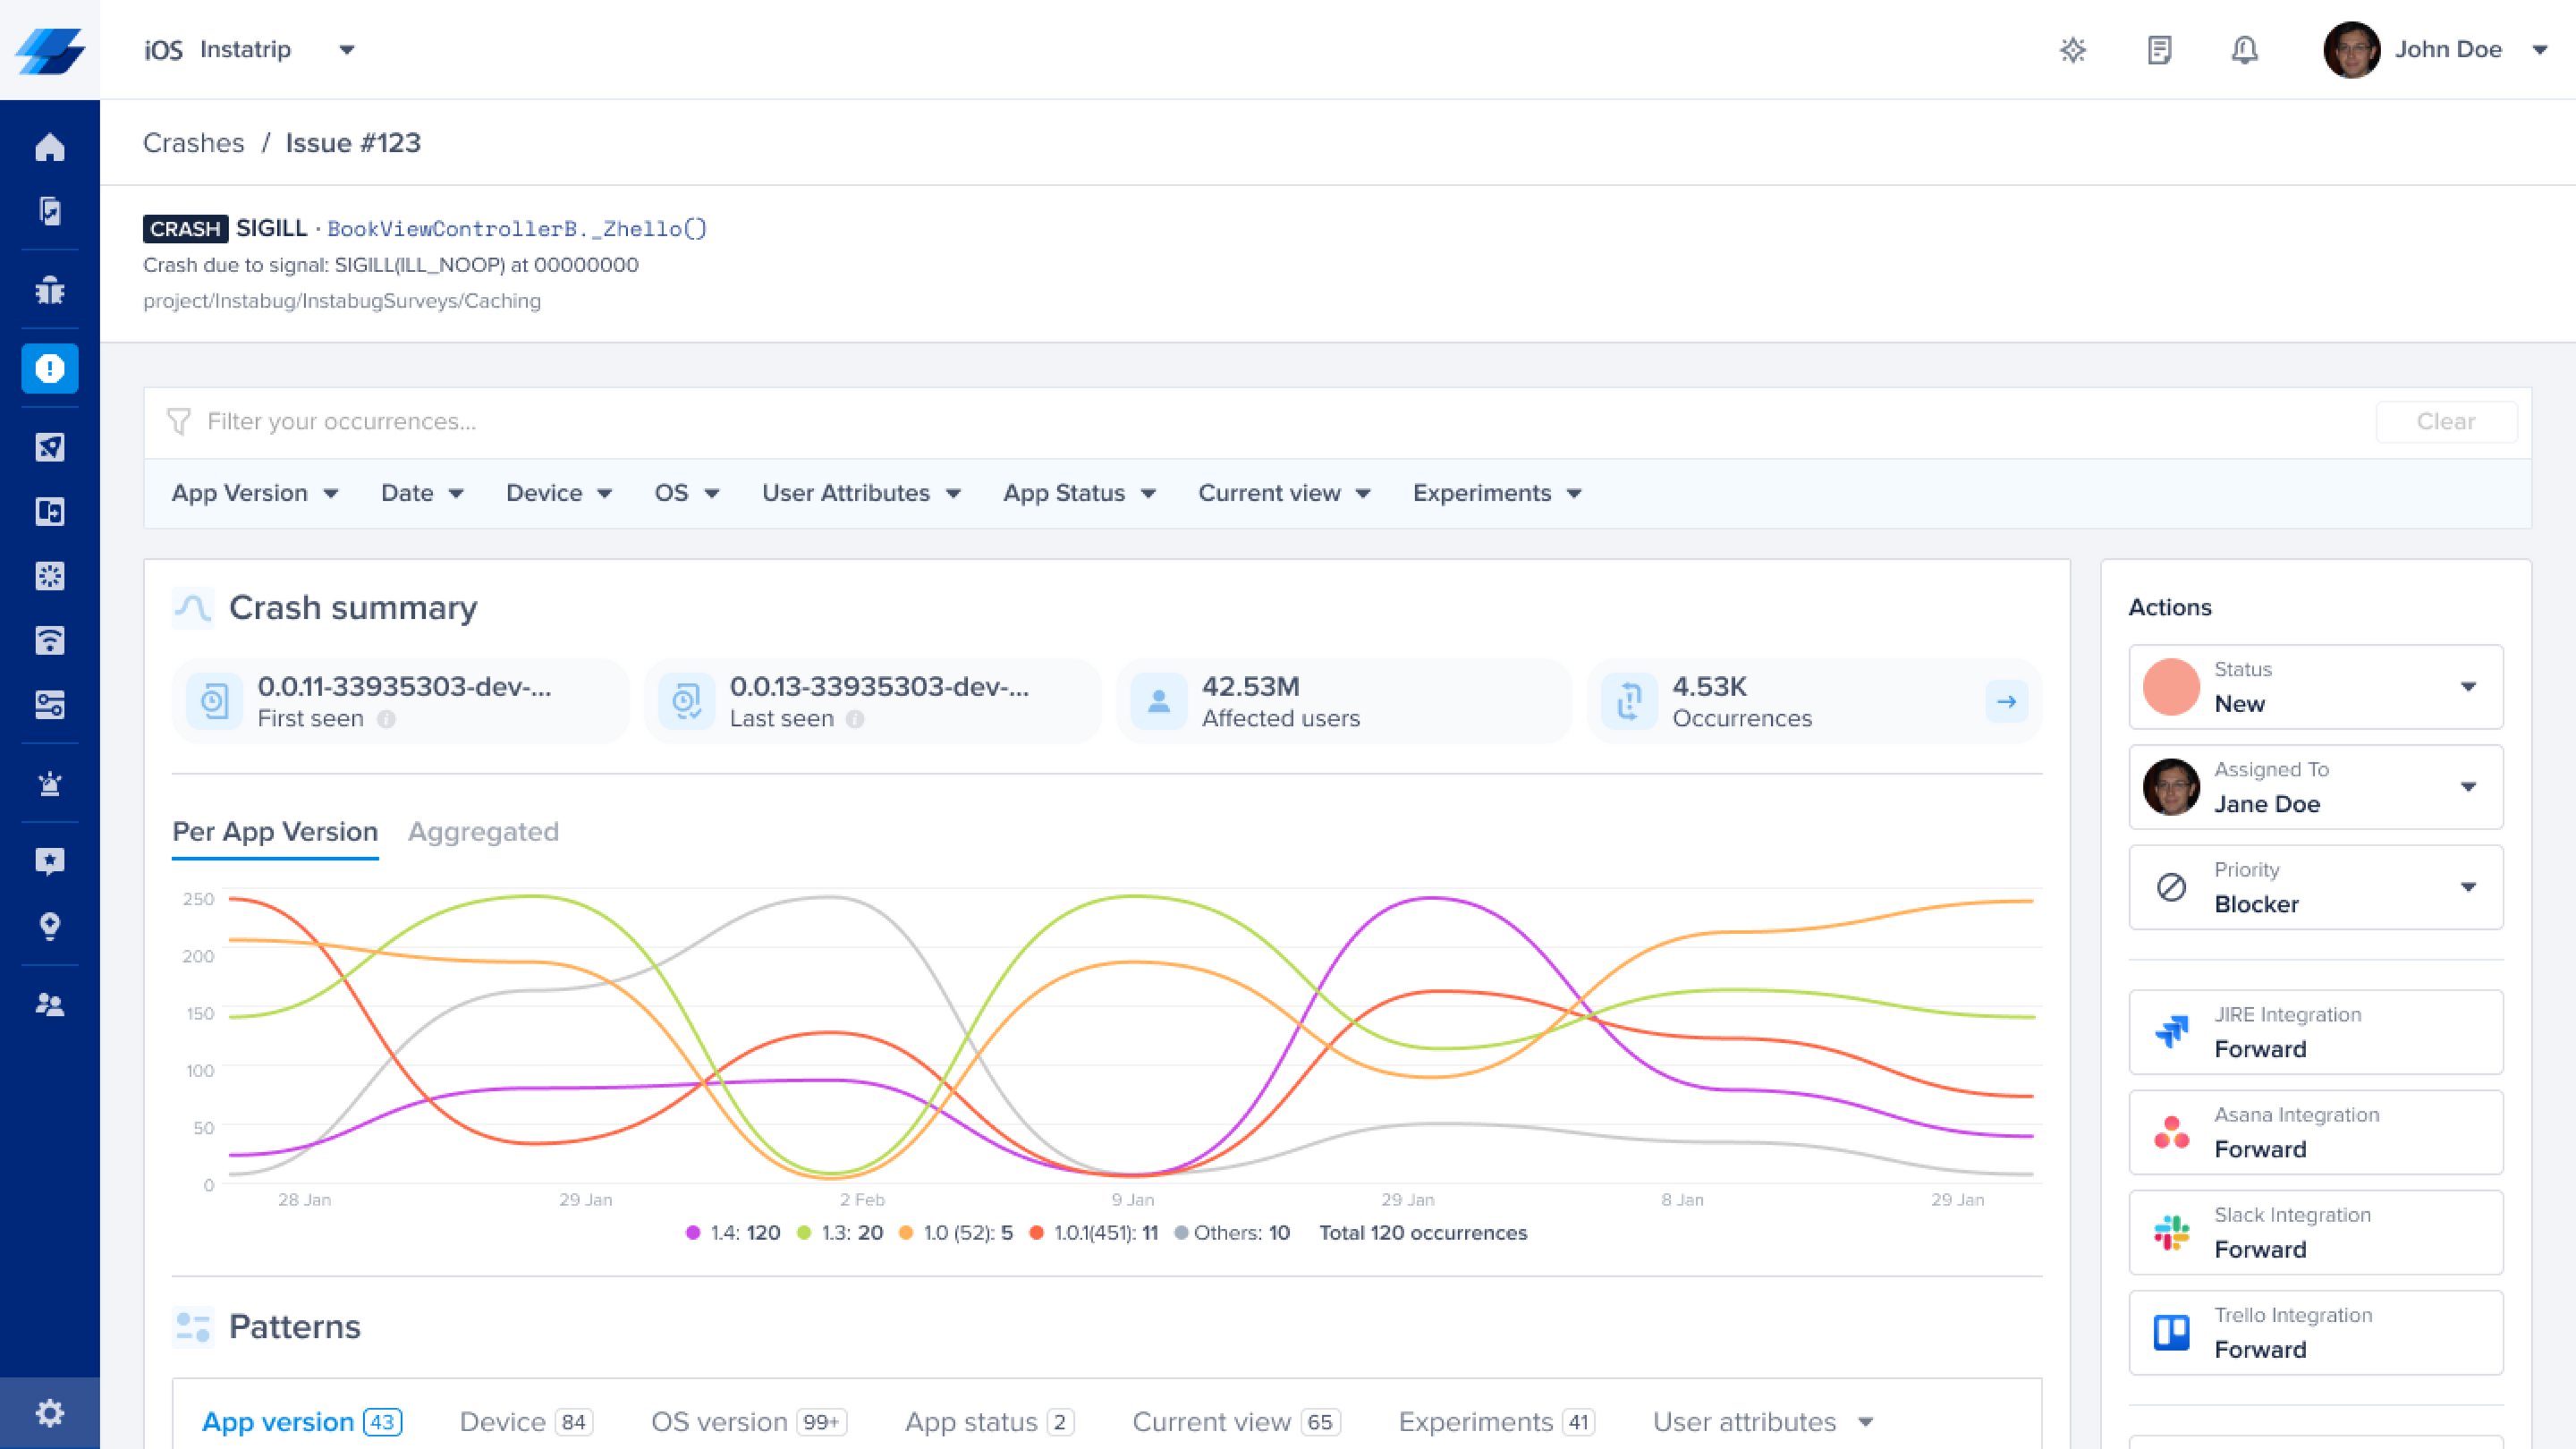 iOS Instatrip
John Doe
Crashes / Issue #123
CRASH SIGILL · BookViewControllerB._Zhello()
Crash due to signal: SIGILL(ILL_NOOP) at 00000000
project/Instabug/InstabugSurveys/Caching
Filter your occurrences...
Clear
App Version Date Device OS User Attributes App Status Current view Experiments
Crash summary
0.0.11-33935303-dev-...
First seen
0.0.13-33935303-dev-...
Last seen
42.53M
Affected users
4.53K
Occurrences
Per App Version Aggregated
250
200
150
100
50
0
28 Jan 29 Jan 2 Feb 9 Jan 29 Jan 8 Jan 29 Jan
1.4: 120 1.3: 20 1.0 (52): 5 1.0.1(451): 11 Others: 10 Total 120 occurrences
Patterns
App version 43 Device 84 OS version 99+ App status 2 Current view 65 Experiments 41 User attributes
Actions
Status
New
Assigned To
Jane Doe
Priority
Blocker
JIRE Integration
Forward
Asana Integration
Forward
Slack Integration
Forward
Trello Integration
Forward